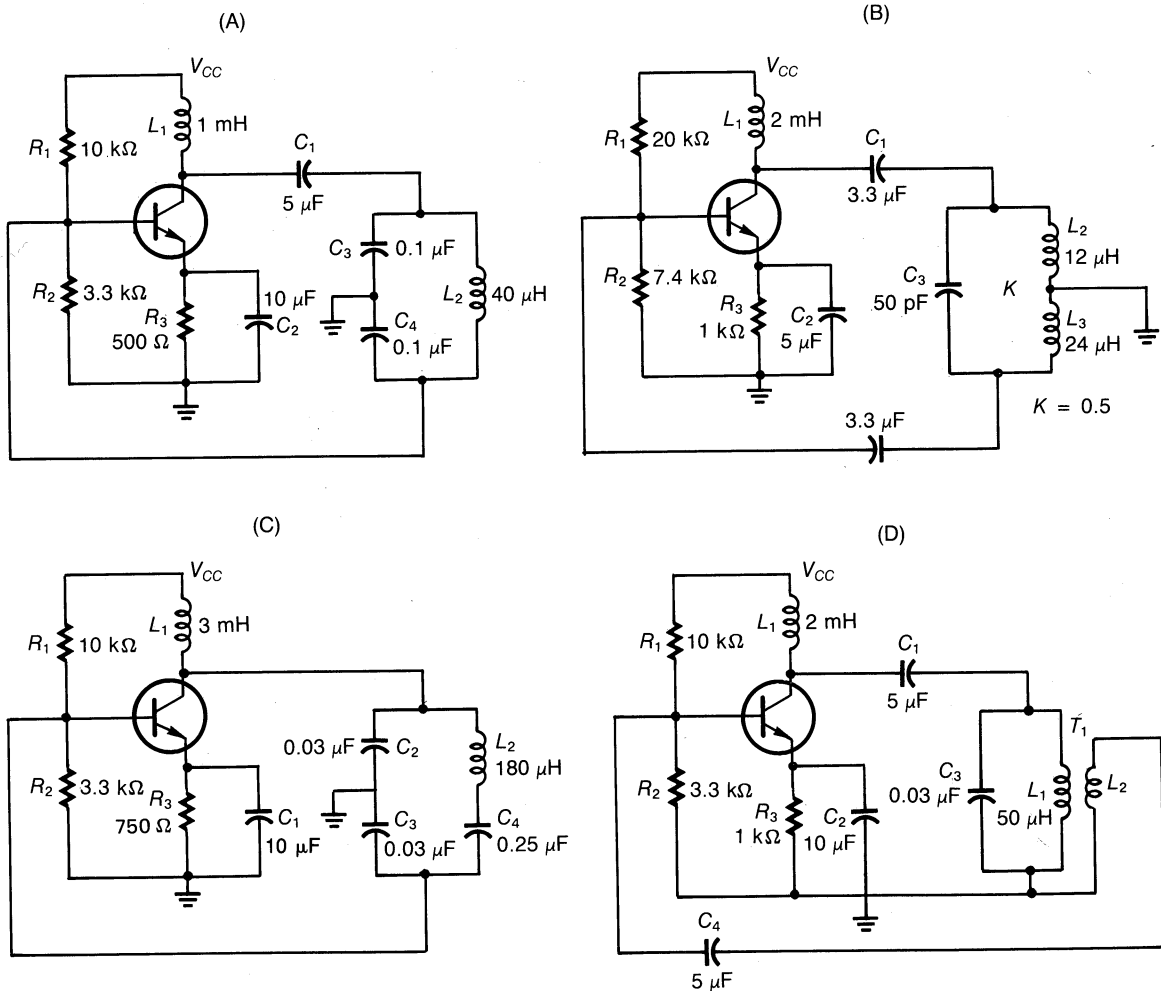 (A)
V_CC
L₁ 1 mH
R₁ 10 kΩ
C₁
5 μF
C₃ 0.1 μF
L₂ 40 μH
R₂ 3.3 kΩ
10 μF
C₂
R₃
500 Ω
C₄
0.1 μF
(B)
V_CC
L₁ 2 mH
R₁ 20 kΩ
C₁
3.3 μF
L₂
12 μH
C₃
50 pF
K
R₂ 7.4 kΩ
R₃
1 kΩ
C₂
5 μF
L₃
24 μH
K = 0.5
3.3 μF
(C)
V_CC
L₁ 3 mH
R₁ 10 kΩ
0.03 μF C₂
L₂
180 μH
R₂ 3.3 kΩ
R₃
750 Ω
C₁
10 μF
C₃
0.03 μF
C₄
0.25 μF
(D)
V_CC
L₁ 2 mH
R₁ 10 kΩ
C₁
5 μF
T₁
C₃
0.03 μF
L₁
50 μH
L₂
R₂ 3.3 kΩ
R₃
1 kΩ
C₂
10 μF
C₄
5 μF